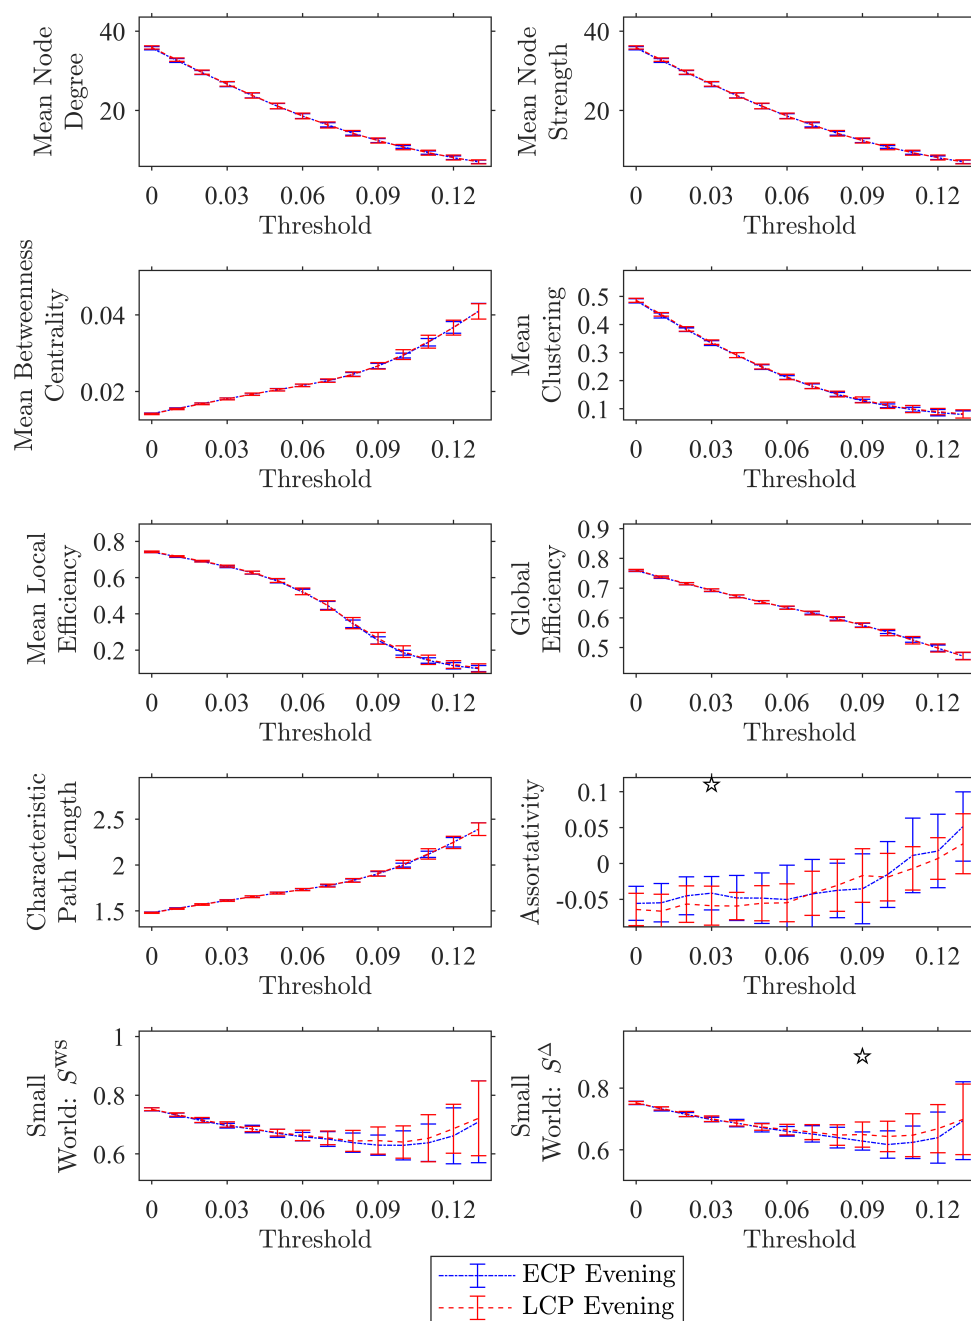 Mean Node
Degree
40
20
0 0.03 0.06 0.09 0.12
Threshold
Mean Node
Strength
40
20
0 0.03 0.06 0.09 0.12
Threshold
Mean Betweenness
Centrality
0.04
0.02
0 0.03 0.06 0.09 0.12
Threshold
Mean
Clustering
0.5
0.4
0.3
0.2
0.1
0 0.03 0.06 0.09 0.12
Threshold
Mean Local
Efficiency
0.8
0.6
0.4
0.2
0 0.03 0.06 0.09 0.12
Threshold
Global
Efficiency
0.9
0.8
0.7
0.6
0.5
0 0.03 0.06 0.09 0.12
Threshold
Characteristic
Path Length
2.5
2
1.5
0 0.03 0.06 0.09 0.12
Threshold
Assortativity
0.1
0.05
0
-0.05
0 0.03 0.06 0.09 0.12
Threshold
Small
World: S^WS
1
0.8
0.6
0 0.03 0.06 0.09 0.12
Threshold
Small
World: S^Δ
0.8
0.6
0 0.03 0.06 0.09 0.12
Threshold
ECP Evening
LCP Evening